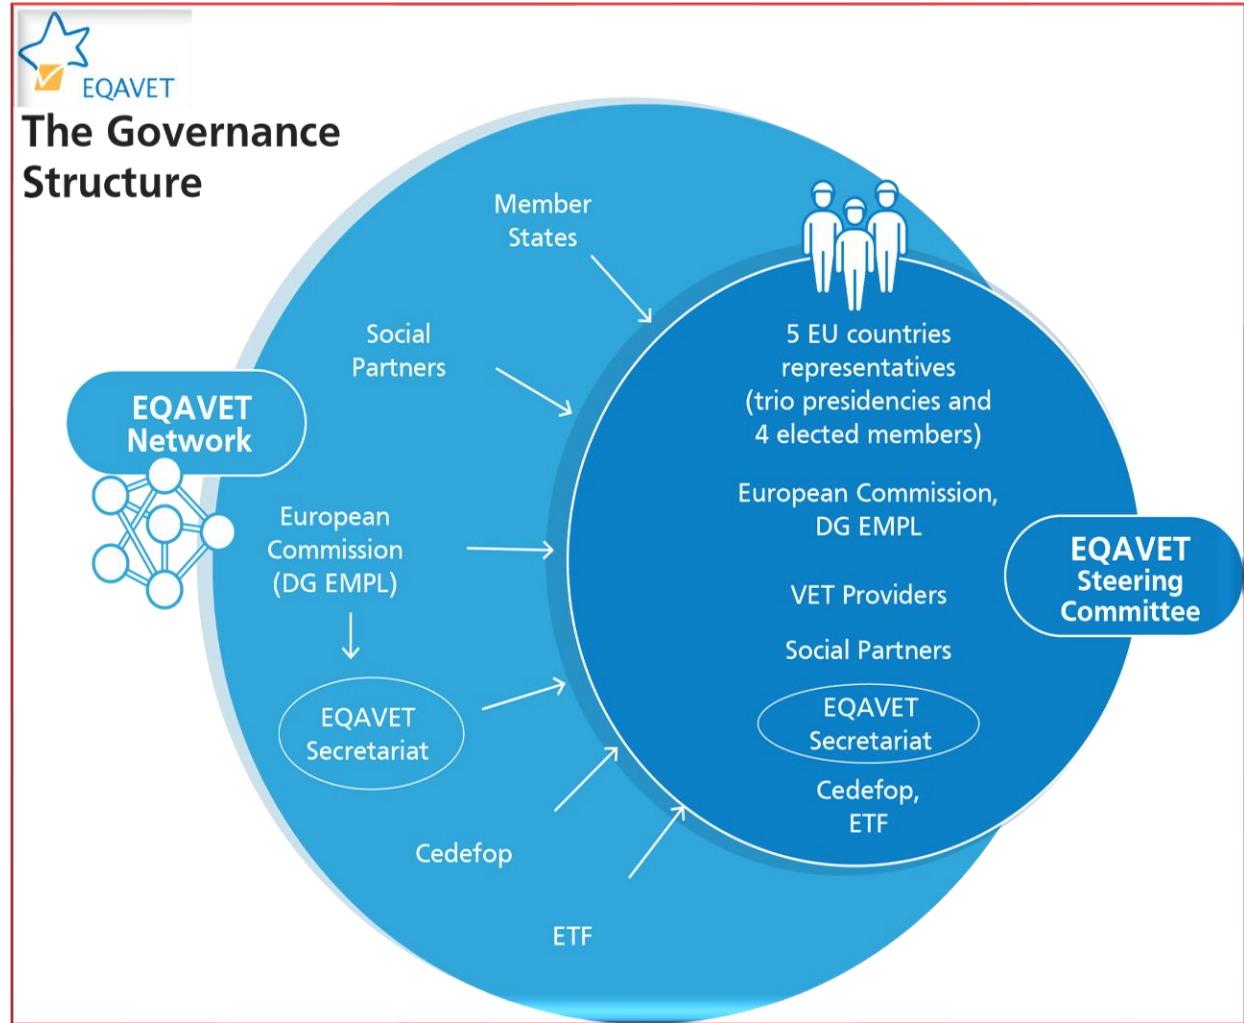 EQAVET
The Governance
Structure
Member
States
Social
Partners
EQAVET
Network
European
Commission
(DG EMPL)
EQAVET
Secretariat
Cedefop
ETF
5 EU countries
representatives
(trio presidencies and
4 elected members)
European Commission,
DG EMPL
VET Providers
Social Partners
EQAVET
Secretariat
Cedefop,
ETF
EQAVET
Steering
Committee